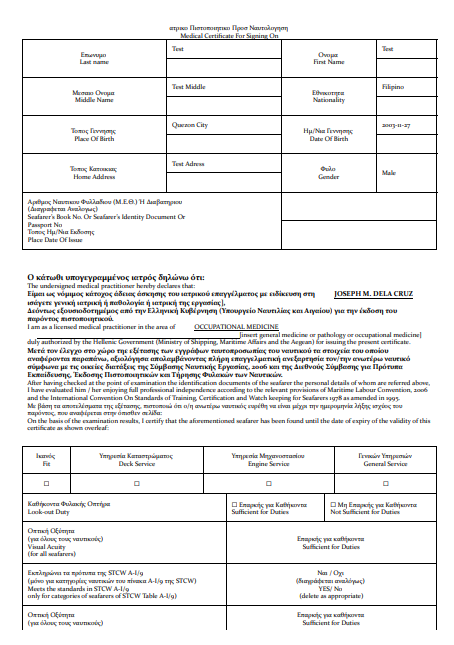 ατρικο Πιστοποιητικο Προσ Ναυτολογηση
Medical Certificate For Signing On
Επωνυμο
Last name
Test
Ονομα
First Name
Test
Μεσαιο Ονομα
Middle Name
Test Middle
Εθνικοτητα
Nationality
Filipino
Τοπος Γεννησης
Place Of Birth
Quezon City
Ημ/Νια Γεννησης
Date Of Birth
2003-11-27
Τοπος Κατοικιας
Home Address
Test Adress
Φυλο
Gender
Male
Αριθμος Ναυτικου Φυλλαδιου (Μ.Ε.Θ.) Ή Διαβατηριου
(Διαγραφεται Αναλογως)
Seafarer's Book No. Or Seafarer's Identity Document Or
Passport No
Τοπος Ημ/Νια Εκδοσης
Place Date Of Issue
Ο κάτωθι υπογεγραμμένος ιατρός δηλώνω ότι:
The undersigned medical practitioner hereby declares that:
Είμαι ως νόμιμος κάτοχος άδειας άσκησης του ιατρικού επαγγέλματος με ειδίκευση στη JOSEPH M. DELA CRUZ
ισάγετε γενική ιατρική ή παθολογία ή ιατρική της εργασίας],
Δεόντως εξουσιοδοτημένος από την Ελληνική Κυβέρνηση (Υπουργείο Ναυτιλίας και Αιγαίου) για την έκδοση του
παρόντος πιστοποιητικού.
I am as a licensed medical practitioner in the area of OCCUPATIONAL MEDICINE
[insert general medicine or pathology or occupational medicine]
duly authorized by the Hellenic Government (Ministry of Shipping, Maritime Affairs and the Aegean) for issuing the present certificate.
Μετά τον έλεγχο στο χώρο της εξέτασης των εγγράφων ταυτοπροσωπίας του ναυτικού τα στοιχεία του οποίου
αναφέρονται παραπάνω, αξιολόγησα απολαμβάνοντας πλήρη επαγγελματική ανεξαρτησία τον/την ανωτέρω ναυτικό
σύμφωνα με τις οικείες διατάξεις της Σύμβασης Ναυτικής Εργασίας, 2006 και της Διεθνούς Σύμβασης για Πρότυπα
Εκπαίδευσης, Έκδοσης Πιστοποιητικών και Τήρησης Φυλακών των Ναυτικών.
After having checked at the point of examination the identification documents of the seafarer the personal details of whom are referred above,
I have evaluated him / her enjoying full professional independence according to the relevant provisions of Maritime Labour Convention, 2006
and the International Convention On Standards of Training, Certification and Watch keeping for Seafarers 1978 as amended in 1995.
Με βάση τα αποτελέσματα της εξέτασης, πιστοποιώ ότι ο/η ανωτέρω ναυτικός ευρέθη να είναι μέχρι την ημερομηνία λήξης ισχύος του
παρόντος, που αναφέρεται στην όπισθεν σελίδα:
On the basis of the examination results, I certify that the aforementioned seafarer has been found until the date of expiry of the validity of this
certificate as shown overleaf:
Ικανός
Fit
Υπηρεσία Καταστρώματος
Deck Service
Υπηρεσία Μηχανοστασίου
Engine Service
Γενικών Υπηρεσιών
General Service
☐ ☐ ☐ ☐
Καθήκοντα Φυλακής Οπτήρα
Look-out Duty
☐ Επαρκής για Καθήκοντα
Sufficient for Duties
☐ Μη Επαρκής για Καθήκοντα
Not Sufficient for Duties
Οπτική Οξύτητα
(για όλους τους ναυτικούς)
Visual Acuity
(for all seafarers)
Επαρκής για καθήκοντα
Sufficient for Duties
Εκπληρώνει τα πρότυπα της STCW A-I/9
(μόνο για κατηγορίες ναυτικού του πίνακα A-I/9 της STCW)
Meets the standards in STCW A-I/9
only for categories of seafarers of STCW Table A-I/9)
Ναι / Οχι
(διαγράφεται αναλόγως)
YES/ No
(delete as appropriate)
Οπτική Οξύτητα
(για όλους τους ναυτικούς)
Επαρκής για καθήκοντα
Sufficient for Duties